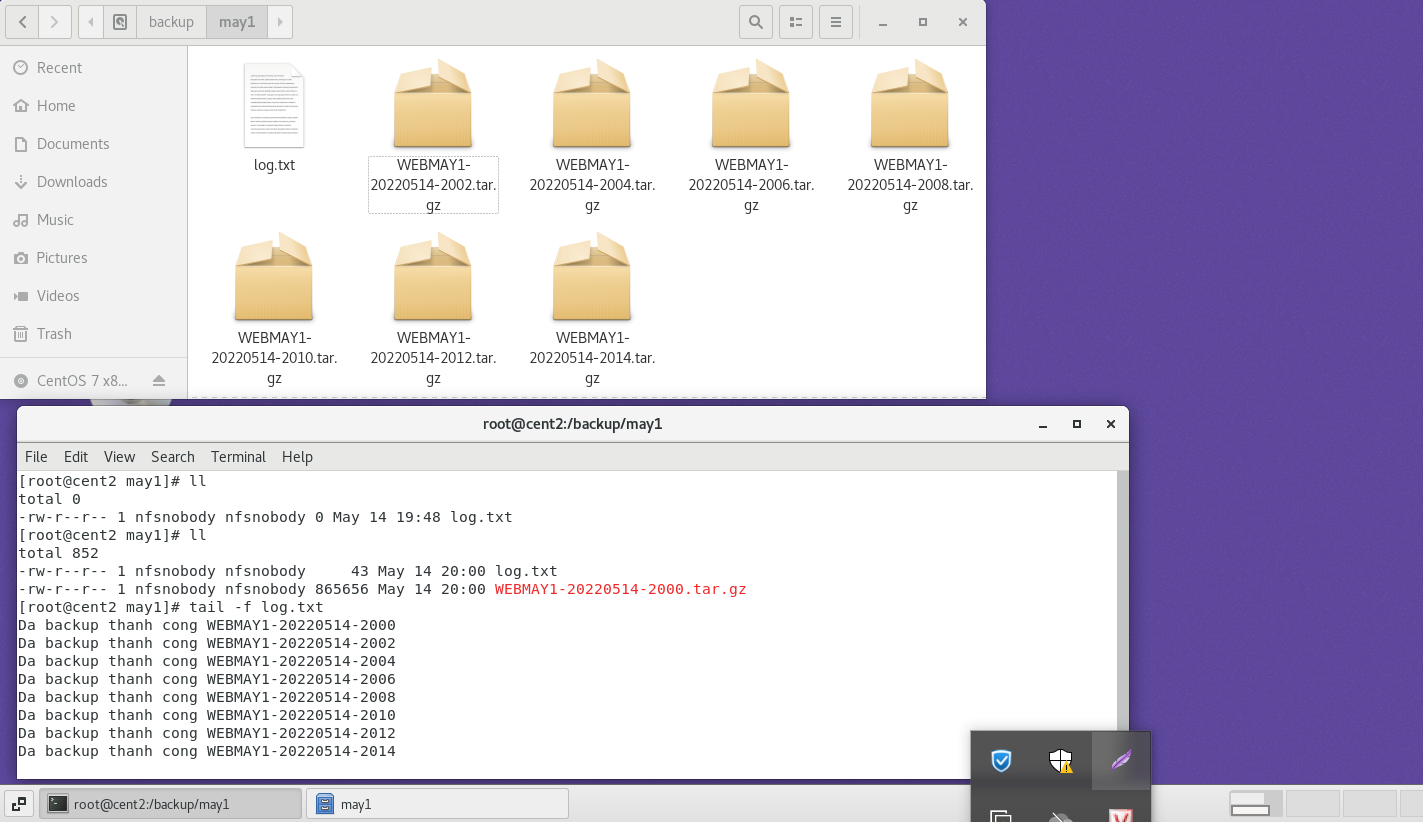 backup
may1
Recent
Home
Documents
Downloads
Music
Pictures
Videos
Trash
CentOS 7 x8...
log.txt
WEBMAY1-
20220514-2002.tar.
gz
WEBMAY1-
20220514-2004.tar.
gz
WEBMAY1-
20220514-2006.tar.
gz
WEBMAY1-
20220514-2008.tar.
gz
WEBMAY1-
20220514-2010.tar.
gz
WEBMAY1-
20220514-2012.tar.
gz
WEBMAY1-
20220514-2014.tar.
gz
root@cent2:/backup/may1
File Edit View Search Terminal Help
[root@cent2 may1]# ll
total 0
-rw-r--r-- 1 nfsnobody nfsnobody 0 May 14 19:48 log.txt
[root@cent2 may1]# ll
total 852
-rw-r--r-- 1 nfsnobody nfsnobody     43 May 14 20:00 log.txt
-rw-r--r-- 1 nfsnobody nfsnobody 865656 May 14 20:00 WEBMAY1-20220514-2000.tar.gz
[root@cent2 may1]# tail -f log.txt
Da backup thanh cong WEBMAY1-20220514-2000
Da backup thanh cong WEBMAY1-20220514-2002
Da backup thanh cong WEBMAY1-20220514-2004
Da backup thanh cong WEBMAY1-20220514-2006
Da backup thanh cong WEBMAY1-20220514-2008
Da backup thanh cong WEBMAY1-20220514-2010
Da backup thanh cong WEBMAY1-20220514-2012
Da backup thanh cong WEBMAY1-20220514-2014
root@cent2:/backup/may1
may1